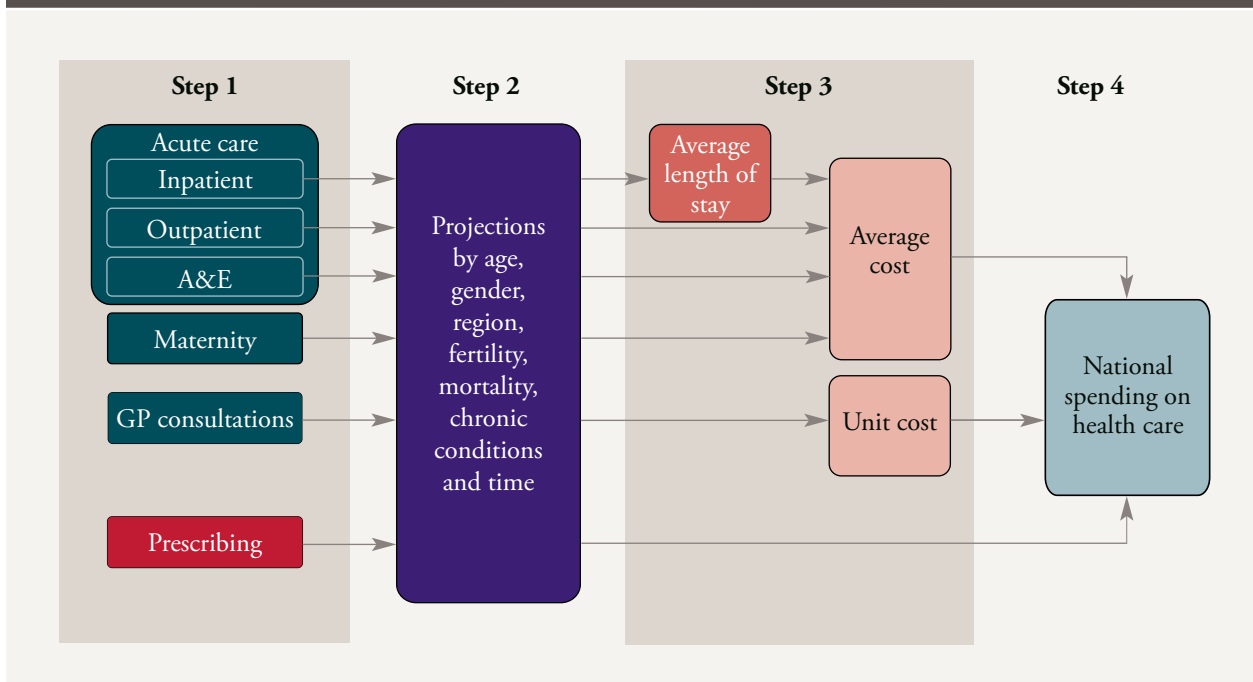 Step 1
Step 2
Step 3
Step 4
Acute care
Inpatient
Outpatient
A&E
Maternity
GP consultations
Prescribing
Projections
by age,
gender,
region,
fertility,
mortality,
chronic
conditions
and time
Average
length of
stay
Average
cost
Unit cost
National
spending on
health care